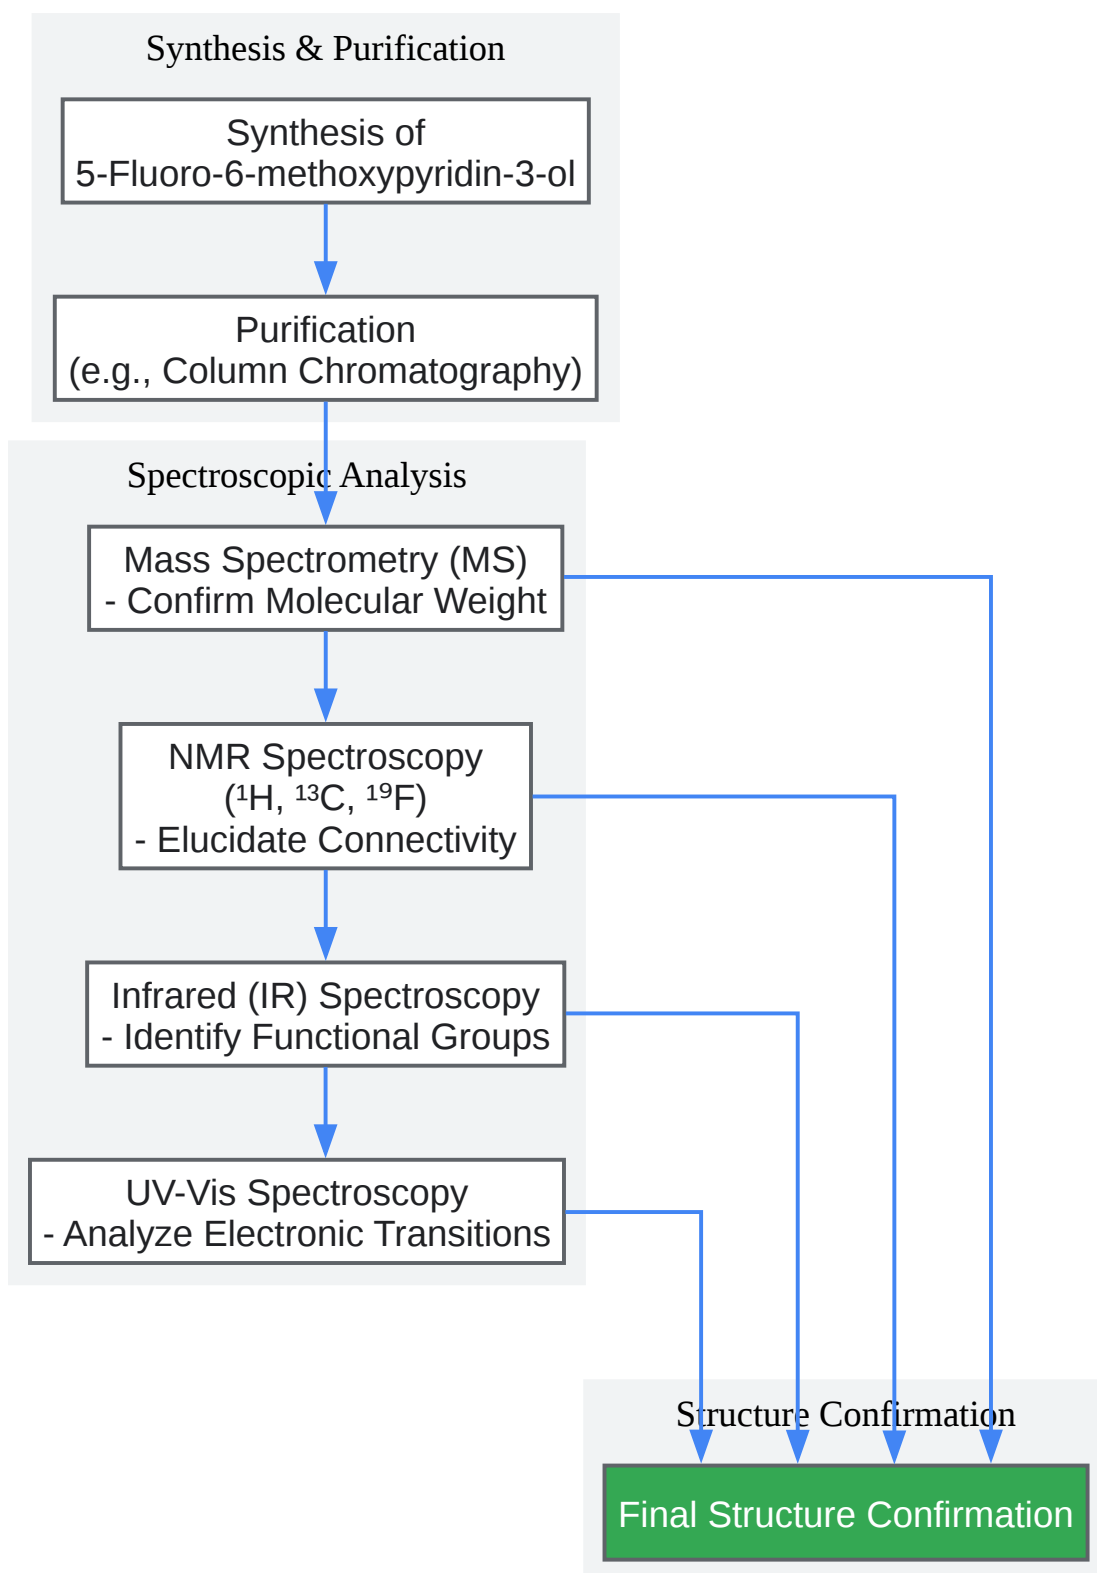 Synthesis & Purification
Synthesis of
5-Fluoro-6-methoxypyridin-3-ol
Purification
(e.g., Column Chromatography)
Spectroscopic Analysis
Mass Spectrometry (MS)
- Confirm Molecular Weight
NMR Spectroscopy
(¹H, ¹³C, ¹⁹F)
- Elucidate Connectivity
Infrared (IR) Spectroscopy
- Identify Functional Groups
UV-Vis Spectroscopy
- Analyze Electronic Transitions
Structure Confirmation
Final Structure Confirmation